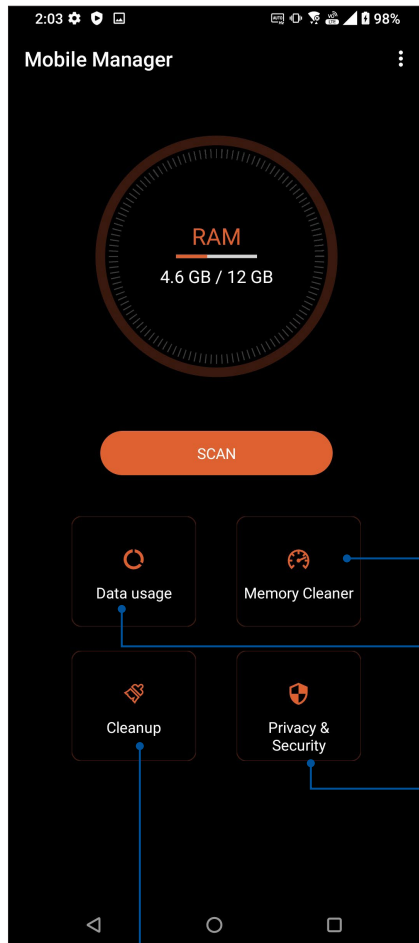 2:03
98%
Mobile Manager
RAM
4.6 GB / 12 GB
SCAN
Data usage
Memory Cleaner
Cleanup
Privacy &
Security